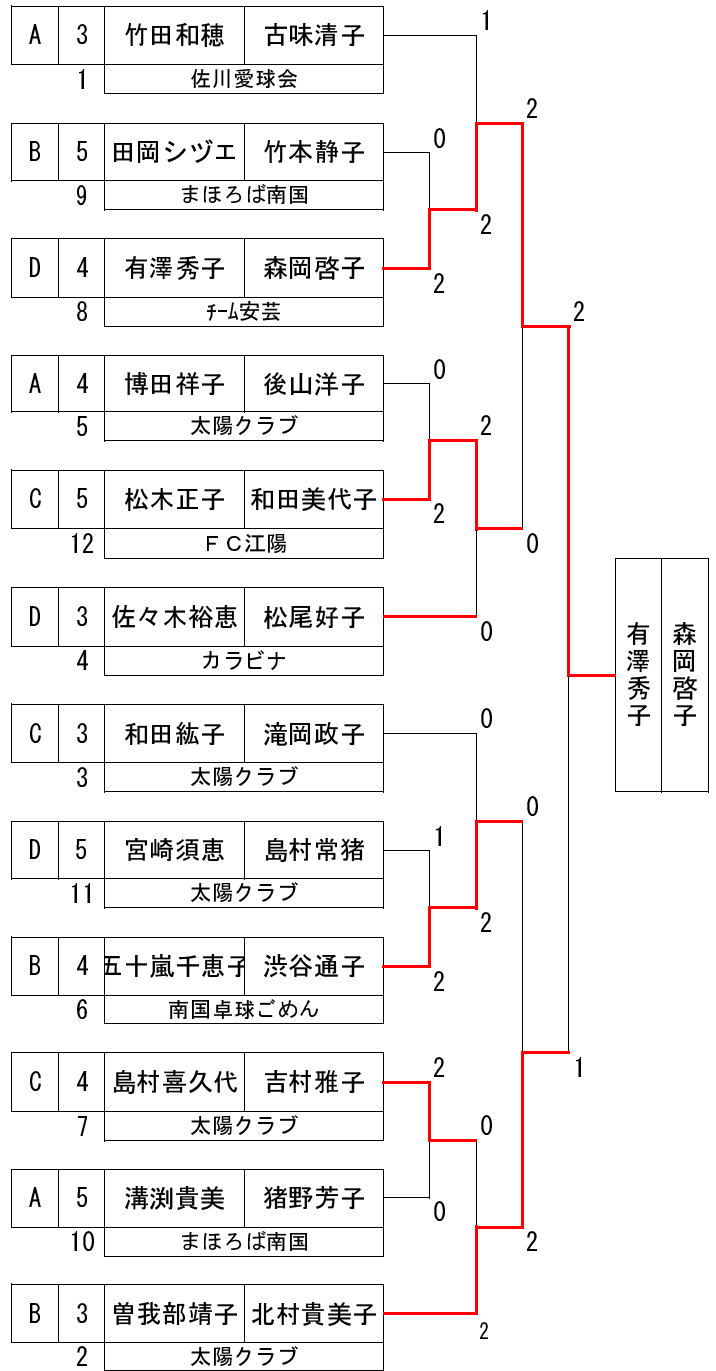 A 3 竹田和穂 古味清子
1 佐川愛球会
1
B 5 田岡シヅエ 竹本静子
9 まほろば南国
0
2
D 4 有澤秀子 森岡啓子
8 チーム安芸
2
2
A 4 博田祥子 後山洋子
5 太陽クラブ
0
2
C 5 松木正子 和田美代子
12 FC江陽
2
2
0
D 3 佐々木裕恵 松尾好子
4 カラビナ
0
有澤秀子 森岡啓子
C 3 和田紘子 滝岡政子
3 太陽クラブ
0
D 5 宮崎須恵 島村常猪
11 太陽クラブ
1
0
B 4 五十嵐千恵子 渋谷通子
6 南国卓球ごめん
2
2
C 4 島村喜久代 吉村雅子
7 太陽クラブ
2
0
1
A 5 溝渕貴美 猪野芳子
10 まほろば南国
0
2
B 3 曽我部靖子 北村貴美子
2 太陽クラブ
2